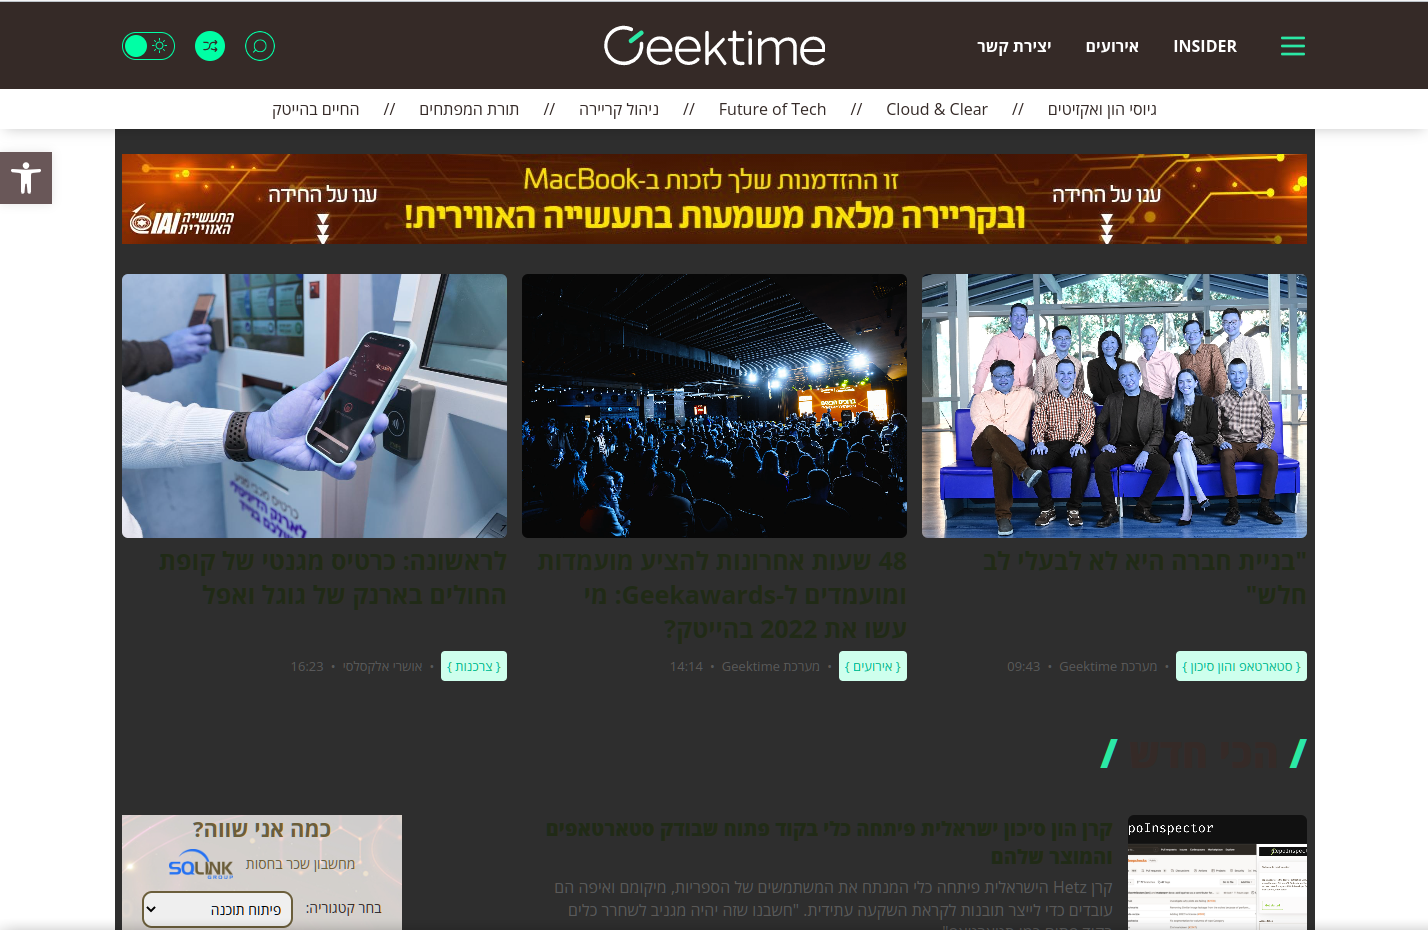 INSIDER
אירועים
יצירת קשר
Geektime
גיוסי הון ואקזיטים // Cloud & Clear // Future of Tech // ניהול קריירה // תורת המפתחים // החיים בהייטק
ענו על החידה
זו ההזדמנות שלך לזכות ב-MacBook
ובקריירה מלאת משמעות בתעשייה האווירית!
ענו על החידה
התעשייה
האווירית IAI
"בניית חברה היא לא לבעלי לב
חלש"
{ סטארטאפ והון סיכון } • מערכת Geektime • 09:43
48 שעות אחרונות להציע מועמדות
ומועמדים ל-Geekawards: מי
עשו את 2022 בהייטק?
{ אירועים } • מערכת Geektime • 14:14
לראשונה: כרטיס מגנטי של קופת
החולים בארנק של גוגל ואפל
{ צרכנות } • אושרי אלקסלסי • 16:23
/ הכי חדש /
poInspector
קרן הון סיכון ישראלית פיתחה כלי בקוד פתוח שבודק סטארטאפים
והמוצר שלהם
קרן Hetz הישראלית פיתחה כלי המנתח את המשתמשים של הספריות, מיקומם ואיפה הם
עובדים כדי לייצר תובנות לקראת השקעה עתידית. "חשבנו שזה יהיה מגניב לשחרר כלים
כמה אני שווה?
מחשבון שכר בחסות SQLINK GROUP
בחר קטגוריה: פיתוח תוכנה